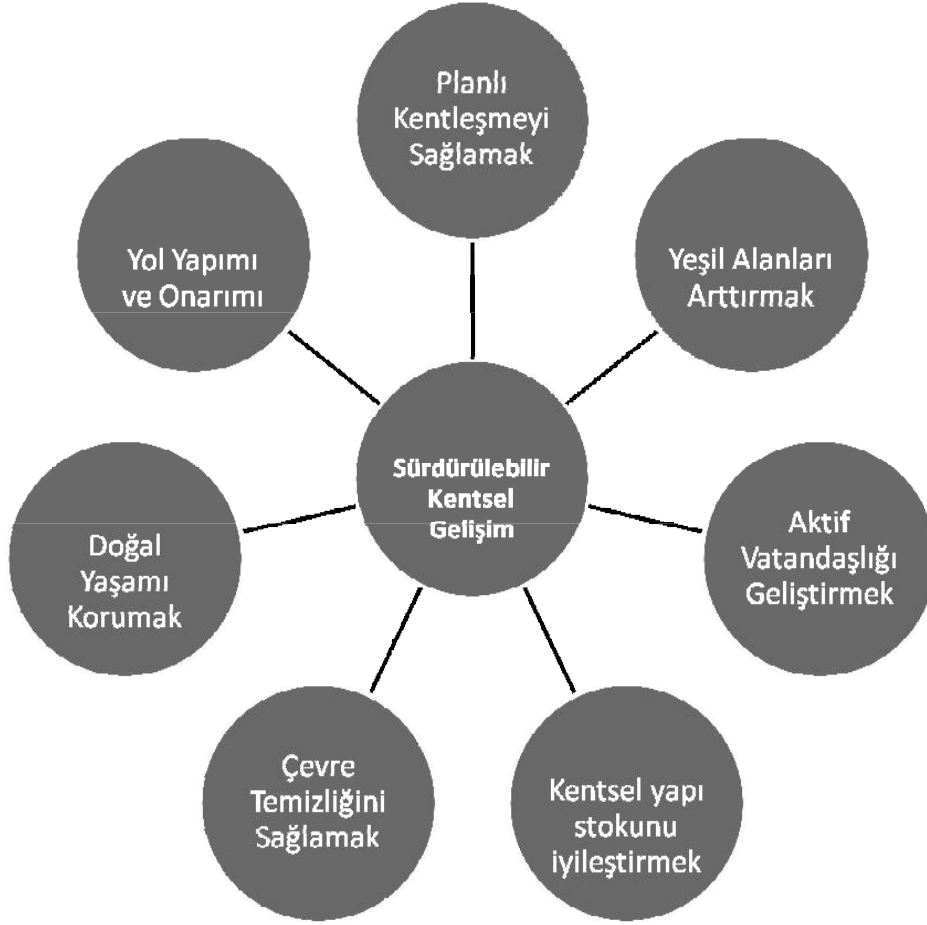 Planlı
Kentleşmeyi
Sağlamak
Yeşil Alanları
Arttırmak
Aktif
Vatandaşlığı
Geliştirmek
Kentsel yapı
stokunu
iyileştirmek
Çevre
Temizliğini
Sağlamak
Doğal
Yaşamı
Korumak
Yol Yapımı
ve Onarımı
Sürdürülebilir
Kentsel
Gelişim